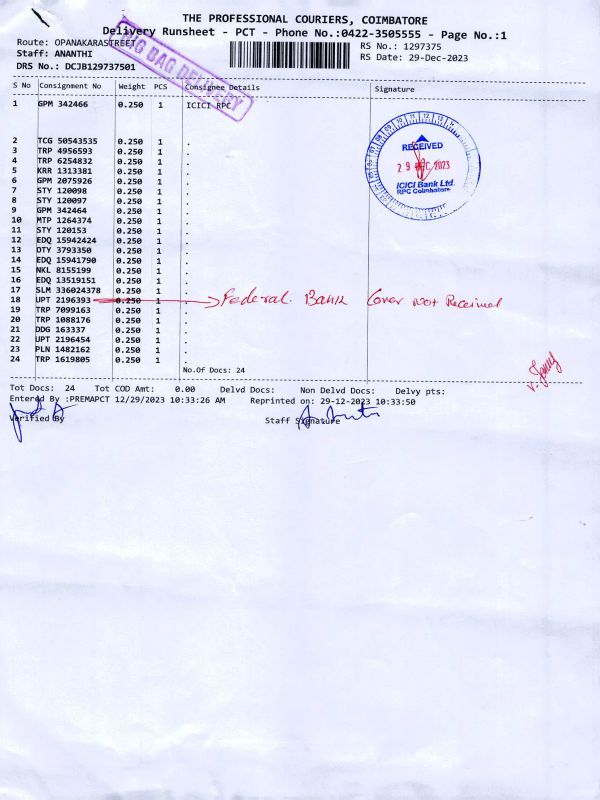 THE PROFESSIONAL COURIERS, COIMBATORE
Delivery Runsheet - PCT - Phone No.:0422-3505555 - Page No.:1
Route: OPANAKARASTREET
RS No.: 1297375
Staff: ANANTHI
RS Date: 29-Dec-2023
DRS No.: DCJB129737501
BIG BAG DELIVERY
S No Consignment No Weight PCS Consignee Details Signature
1 GPM 342466 0.250 1 ICICI RPC
RECEIVED
29 DEC 2023
ICICI Bank Ltd.
RPC Coimbatore
2 TCG 50543535 0.250 1 .
3 TRP 4956593 0.250 1 .
4 TRP 6254832 0.250 1 .
5 KRR 1313381 0.250 1 .
6 GPM 2075926 0.250 1 .
7 STY 120098 0.250 1 .
8 STY 120097 0.250 1 .
9 GPM 342464 0.250 1 .
10 MTP 1264374 0.250 1 .
11 STY 120153 0.250 1 .
12 EDQ 15942424 0.250 1 .
13 OTY 3793350 0.250 1 .
14 EDQ 15941790 0.250 1 .
15 NKL 8155199 0.250 1 .
16 EDQ 13519151 0.250 1 .
17 SLM 336024378 0.250 1 .
18 UPT 2196393 0.250 1 Federal Bank Cover Not Received
19 TRP 7099163 0.250 1 .
20 TRP 1088176 0.250 1 .
21 DDG 163337 0.250 1 .
22 UPT 2196454 0.250 1 .
23 PLN 1482162 0.250 1 .
24 TRP 1619805 0.250 1 .
No.Of Docs: 24
Tot Docs: 24 Tot COD Amt: 0.00 Delvd Docs: Non Delvd Docs: Delvy pts:
Entered By :PREMAPCT 12/29/2023 10:33:26 AM Reprinted on: 29-12-2023 10:33:50
Verified By Staff Signature